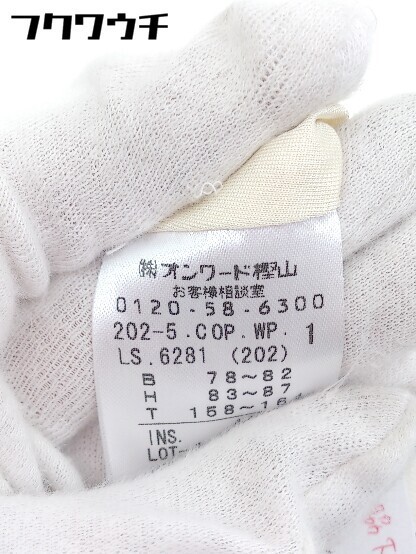 フクワウチ
㈱オンワード樫山
お客様相談室
0120-58-6300
202-5.COP.WP. 1
LS.6281 (202)
B 78~82
H 83~87
T 158~16
INS.
LOT-